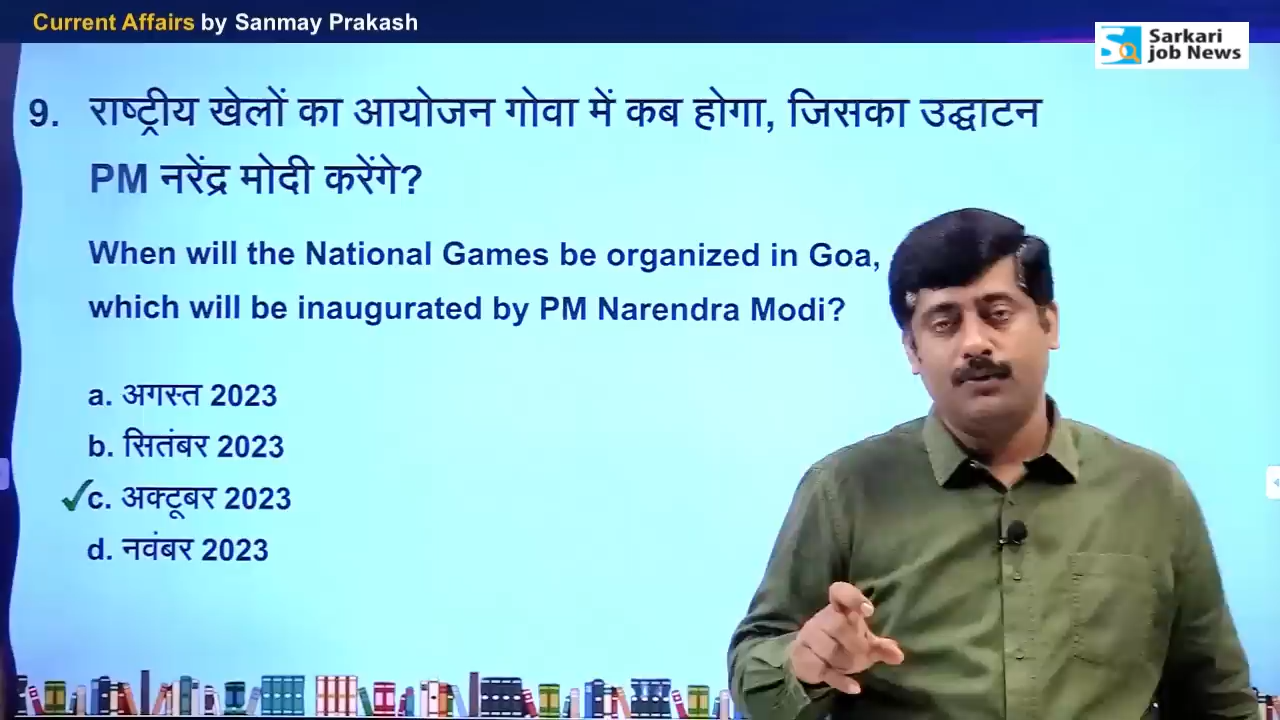 Current Affairs by Sanmay Prakash
Sarkari
job News
9. राष्ट्रीय खेलों का आयोजन गोवा में कब होगा, जिसका उद्घाटन
PM नरेंद्र मोदी करेंगे?
When will the National Games be organized in Goa,
which will be inaugurated by PM Narendra Modi?
a. अगस्त 2023
b. सितंबर 2023
c. अक्टूबर 2023
d. नवंबर 2023